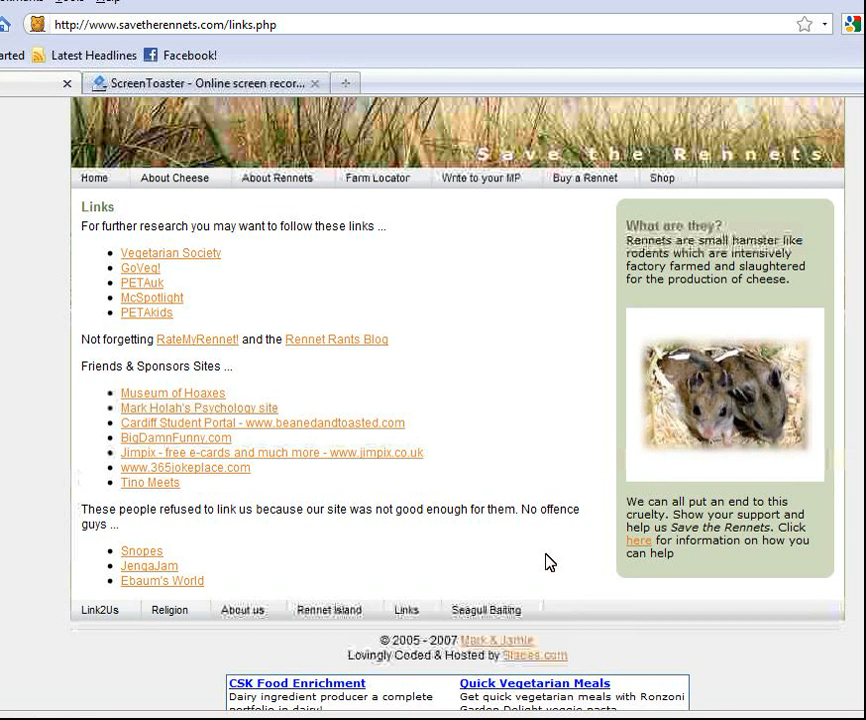 http://www.savetherennets.com/links.php
Latest Headlines Facebook!
ScreenToaster - Online screen recor...
Save the Rennets
Home About Cheese About Rennets Farm Locator Write to your MP Buy a Rennet Shop
Links
For further research you may want to follow these links ...
Vegetarian Society
GoVeg!
PETAuk
McSpotlight
PETAkids
Not forgetting RateMyRennet! and the Rennet Rants Blog
Friends & Sponsors Sites ...
Museum of Hoaxes
Mark Holah's Psychology site
Cardiff Student Portal - www.beanedandtoasted.com
BigDamnFunny.com
Jimpix - free e-cards and much more - www.jimpix.co.uk
www.365jokeplace.com
Tino Meets
These people refused to link us because our site was not good enough for them. No offence
guys ...
Snopes
JengaJam
Ebaum's World
What are they?
Rennets are small hamster like
rodents which are intensively
factory farmed and slaughtered
for the production of cheese.
We can all put an end to this
cruelty. Show your support and
help us Save the Rennets. Click
here for information on how you
can help
Link2Us Religion About us Rennet Island Links Seagull Baiting
© 2005 - 2007 Mark & Jamie
Lovingly Coded & Hosted by
CSK Food Enrichment
Dairy ingredient producer a complete
portfolio in dairy!
Quick Vegetarian Meals
Get quick vegetarian meals with Ronzoni
Garden Delight veggie pasta